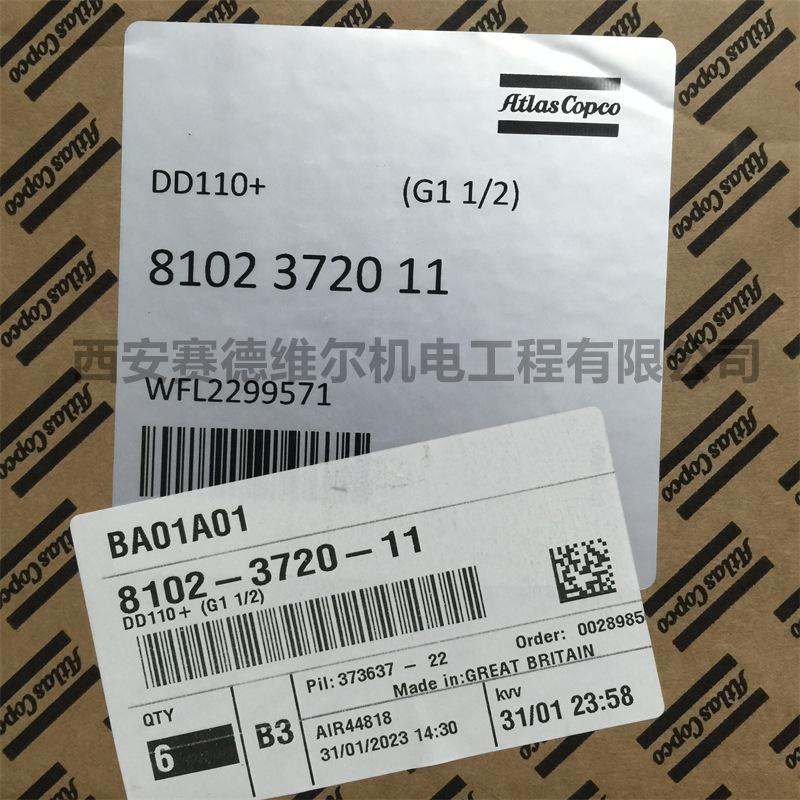 Atlas Copco
DD110+ (G1 1/2)
8102 3720 11
西安赛德维尔机电工程有限公司
WFL2299571
BA01A01
8102-3720-11
DD110+ (G1 1/2)
Order: 0028985
Pil: 373637 - 22
Made in:GREAT BRITAIN
QTY
6
B3
AIR44818
31/01/2023 14:30
kvv
31/01 23:58
Atlas Copco